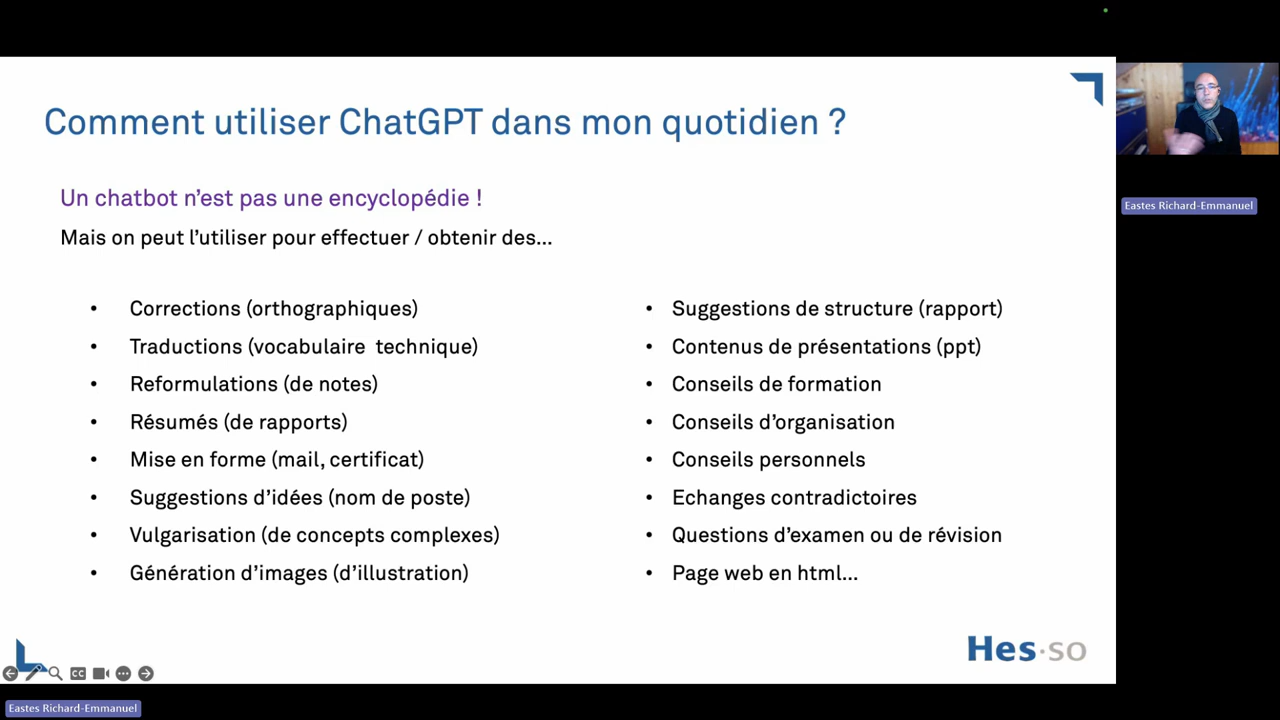 Comment utiliser ChatGPT dans mon quotidien ?
Un chatbot n'est pas une encyclopédie !
Mais on peut l'utiliser pour effectuer / obtenir des...
• Corrections (orthographiques)
• Traductions (vocabulaire technique)
• Reformulations (de notes)
• Résumés (de rapports)
• Mise en forme (mail, certificat)
• Suggestions d'idées (nom de poste)
• Vulgarisation (de concepts complexes)
• Génération d'images (d'illustration)
• Suggestions de structure (rapport)
• Contenus de présentations (ppt)
• Conseils de formation
• Conseils d'organisation
• Conseils personnels
• Echanges contradictoires
• Questions d'examen ou de révision
• Page web en html...
Hes·so
CC
Eastes Richard-Emmanuel
Eastes Richard-Emmanuel